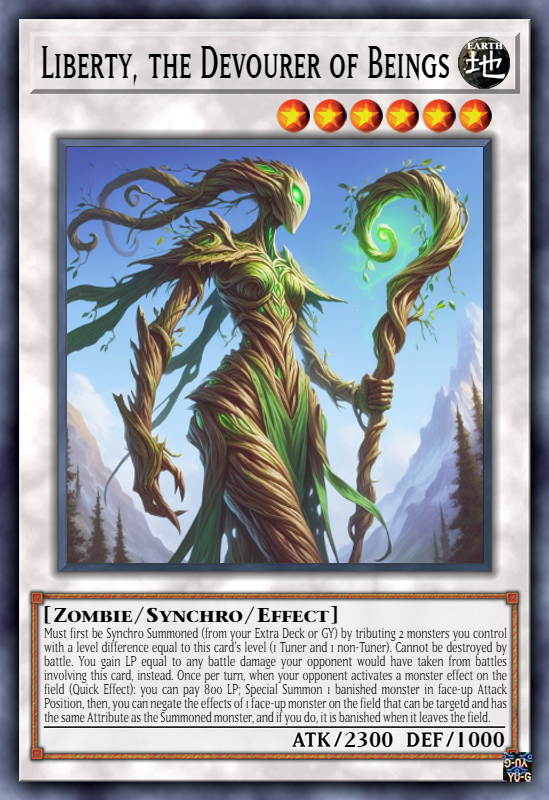 LIBERTY, THE DEVOURER OF BEINGS
EARTH
地
[ZOMBIE/SYNCHRO/EFFECT]
Must first be Synchro Summoned (from your Extra Deck or GY) by tributing 2 monsters you control
with a level difference equal to this card's level (1 Tuner and 1 non-Tuner). Cannot be destroyed by
battle. You gain LP equal to any battle damage your opponent would have taken from battles
involving this card, instead. Once per turn, when your opponent activates a monster effect on the
field (Quick Effect): you can pay 800 LP; Special Summon 1 banished monster in face-up Attack
Position, then, you can negate the effects of 1 face-up monster on the field that can be targetd and has
the same Attribute as the Summoned monster, and if you do, it is banished when it leaves the field.
ATK/2300 DEF/1000
YU-G
YU-G